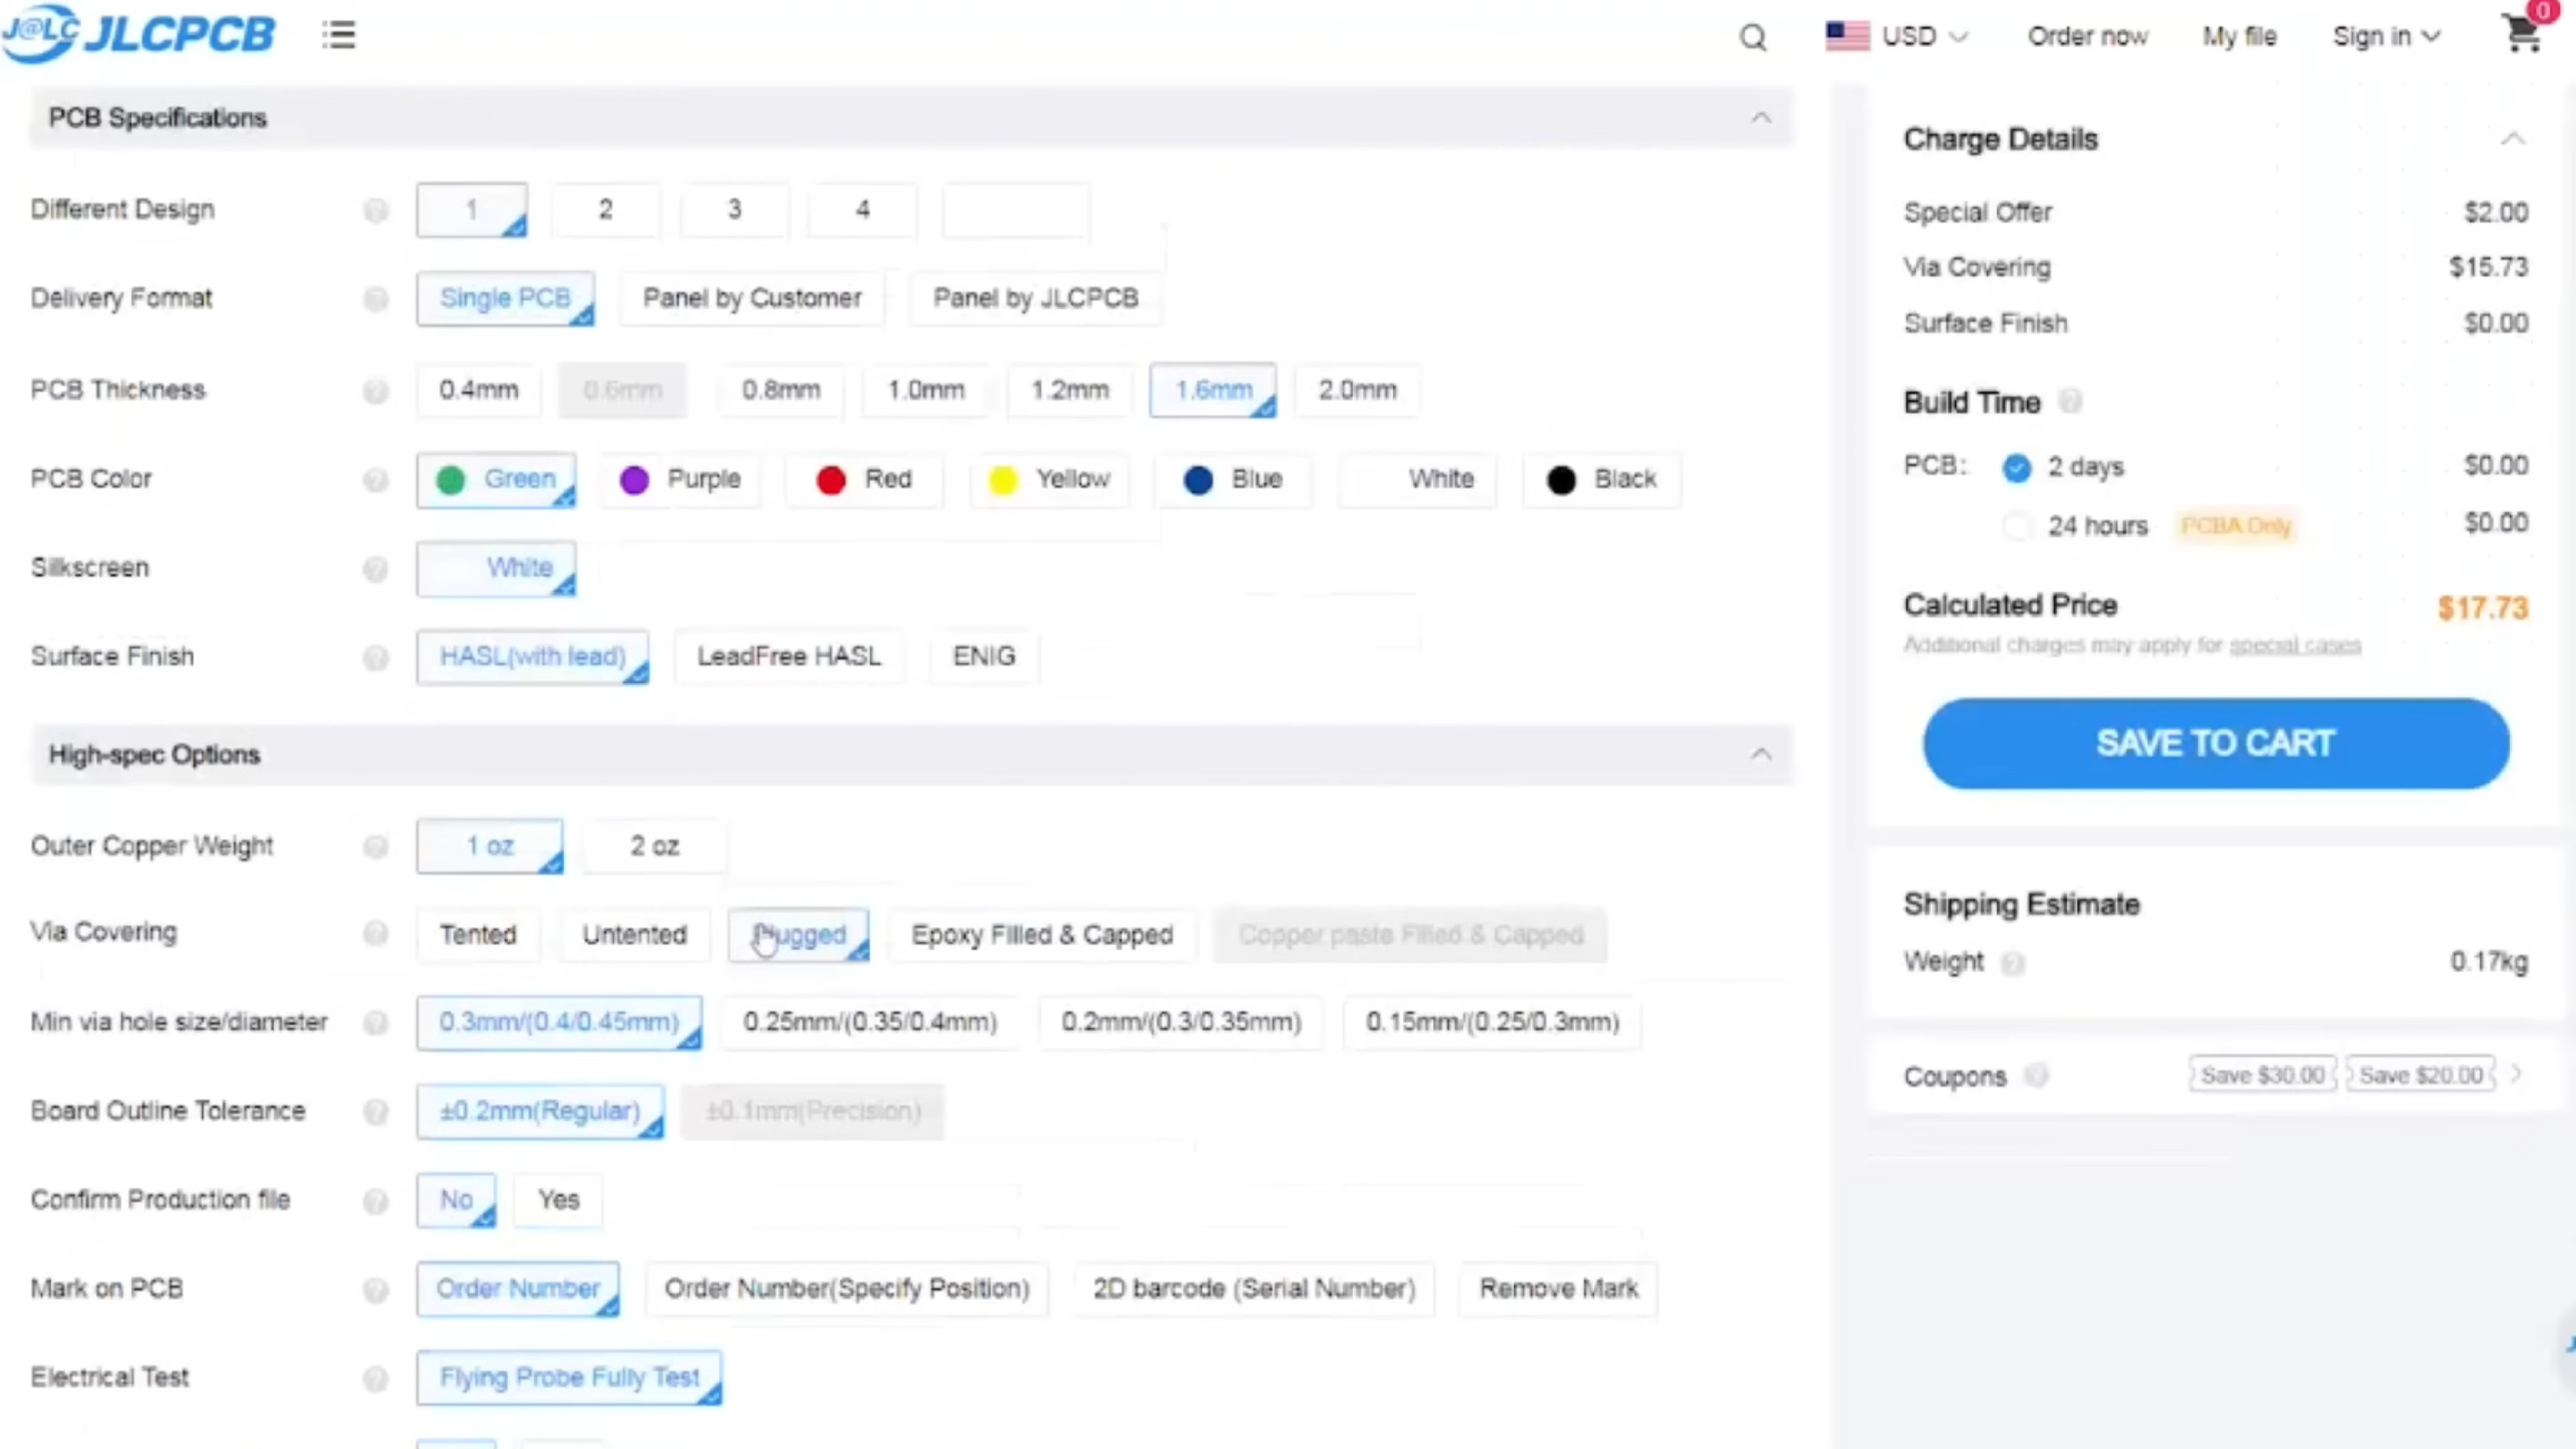 J@LC JLCPCB
USD Order now My file Sign in 0
PCB Specifications
Different Design 1 2 3 4
Delivery Format Single PCB Panel by Customer Panel by JLCPCB
PCB Thickness 0.4mm 0.6mm 0.8mm 1.0mm 1.2mm 1.6mm 2.0mm
PCB Color Green Purple Red Yellow Blue White Black
Silkscreen White
Surface Finish HASL(with lead) LeadFree HASL ENIG
High-spec Options
Outer Copper Weight 1 oz 2 oz
Via Covering Tented Untented Plugged Epoxy Filled & Capped Copper paste Filled & Capped
Min via hole size/diameter 0.3mm/(0.4/0.45mm) 0.25mm/(0.35/0.4mm) 0.2mm/(0.3/0.35mm) 0.15mm/(0.25/0.3mm)
Board Outline Tolerance ±0.2mm(Regular) ±0.1mm(Precision)
Confirm Production file No Yes
Mark on PCB Order Number Order Number(Specify Position) 2D barcode (Serial Number) Remove Mark
Electrical Test Flying Probe Fully Test
Charge Details
Special Offer $2.00
Via Covering $15.73
Surface Finish $0.00
Build Time
PCB: 2 days $0.00
24 hours PCBA Only $0.00
Calculated Price $17.73
Additional charges may apply for special cases
SAVE TO CART
Shipping Estimate
Weight 0.17kg
Coupons Save $30.00 Save $20.00